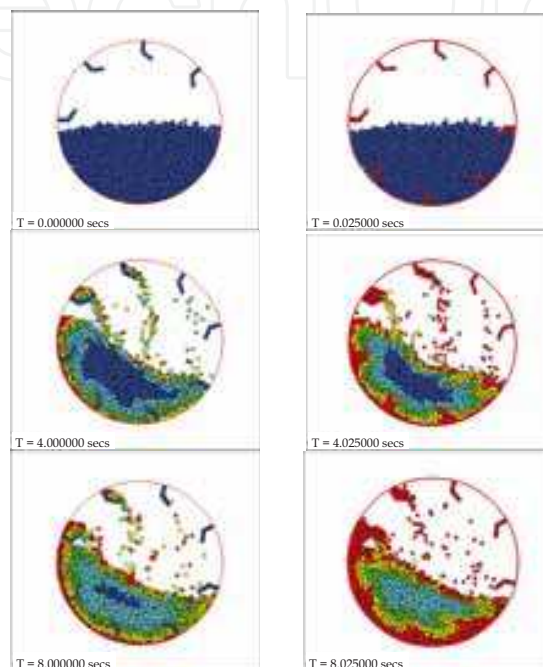 T = 0.000000 secs
T = 0.025000 secs
T = 4.000000 secs
T = 4.025000 secs
T = 8.000000 secs
T = 8.025000 secs